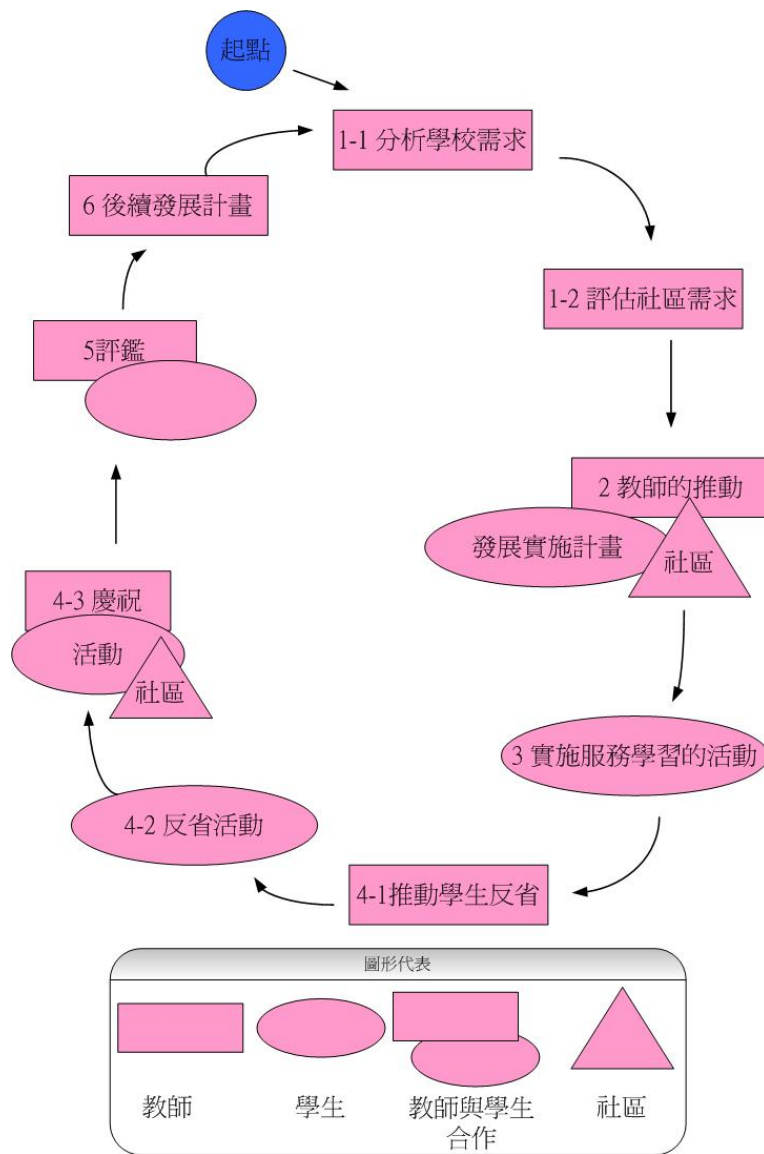 起點
1-1 分析學校需求
1-2 評估社區需求
2 教師的推動
發展實施計畫
社區
3 實施服務學習的活動
4-1推動學生反省
4-2 反省活動
4-3 慶祝
活動
社區
5評鑑
6 後續發展計畫
圖形代表
教師
學生
教師與學生
合作
社區